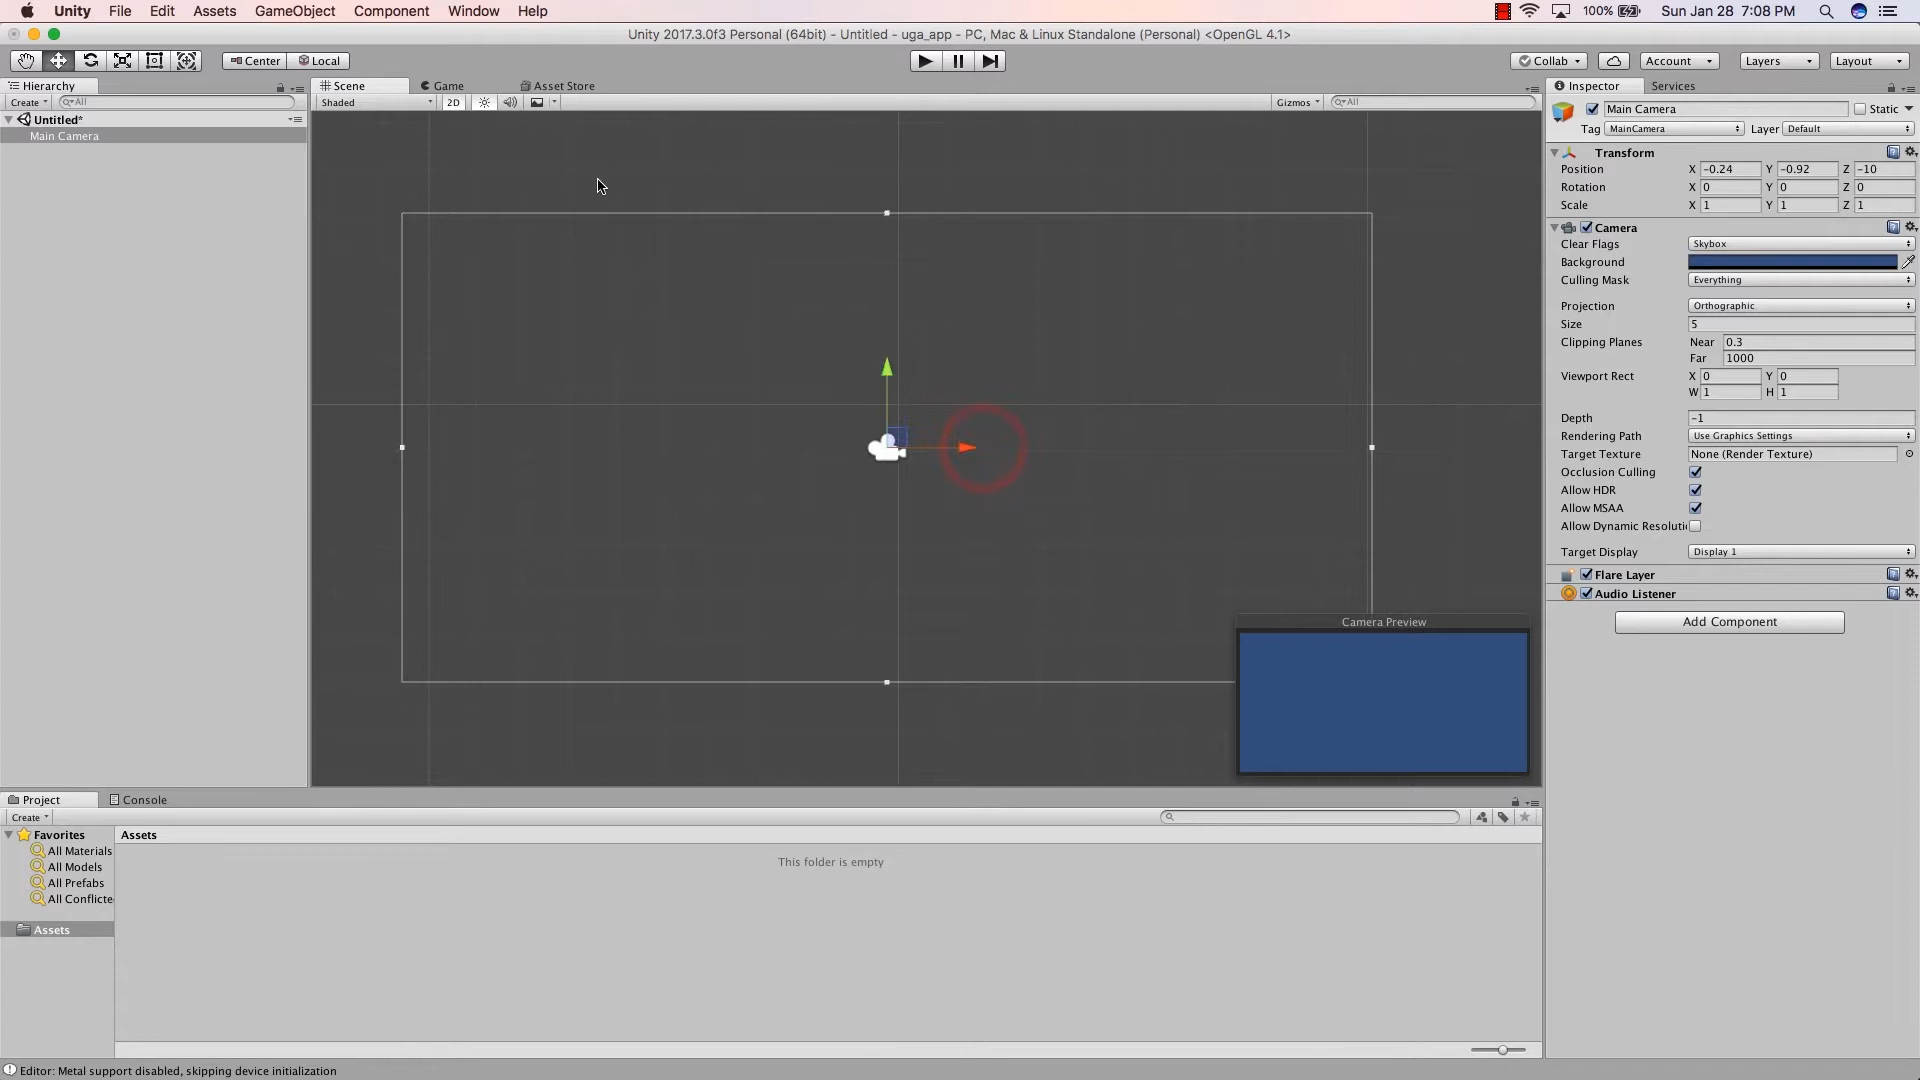 Unity File Edit Assets GameObject Component Window Help 100% Sun Jan 28 7:08 PM
Unity 2017.3.0f3 Personal (64bit) - Untitled - uga_app - PC, Mac & Linux Standalone (Personal) <OpenGL 4.1>
Center Local Collab Account Layers Layout
Hierarchy Scene Game Asset Store Inspector Services
Create All Shaded 2D Gizmos All
Untitled*
Main Camera
Main Camera Static
Tag MainCamera Layer Default
Transform
Position X -0.24 Y -0.92 Z -10
Rotation X 0 Y 0 Z 0
Scale X 1 Y 1 Z 1
Camera
Clear Flags Skybox
Background
Culling Mask Everything
Projection Orthographic
Size 5
Clipping Planes Near 0.3
Far 1000
Viewport Rect X 0 Y 0
W 1 H 1
Depth -1
Rendering Path Use Graphics Settings
Target Texture None (Render Texture)
Occlusion Culling
Allow HDR
Allow MSAA
Allow Dynamic Resoluti
Target Display Display 1
Flare Layer
Audio Listener
Add Component
Camera Preview
Project Console
Create
Favorites Assets
All Materials
All Models
All Prefabs
All Conflicte
Assets
This folder is empty
Editor: Metal support disabled, skipping device initialization